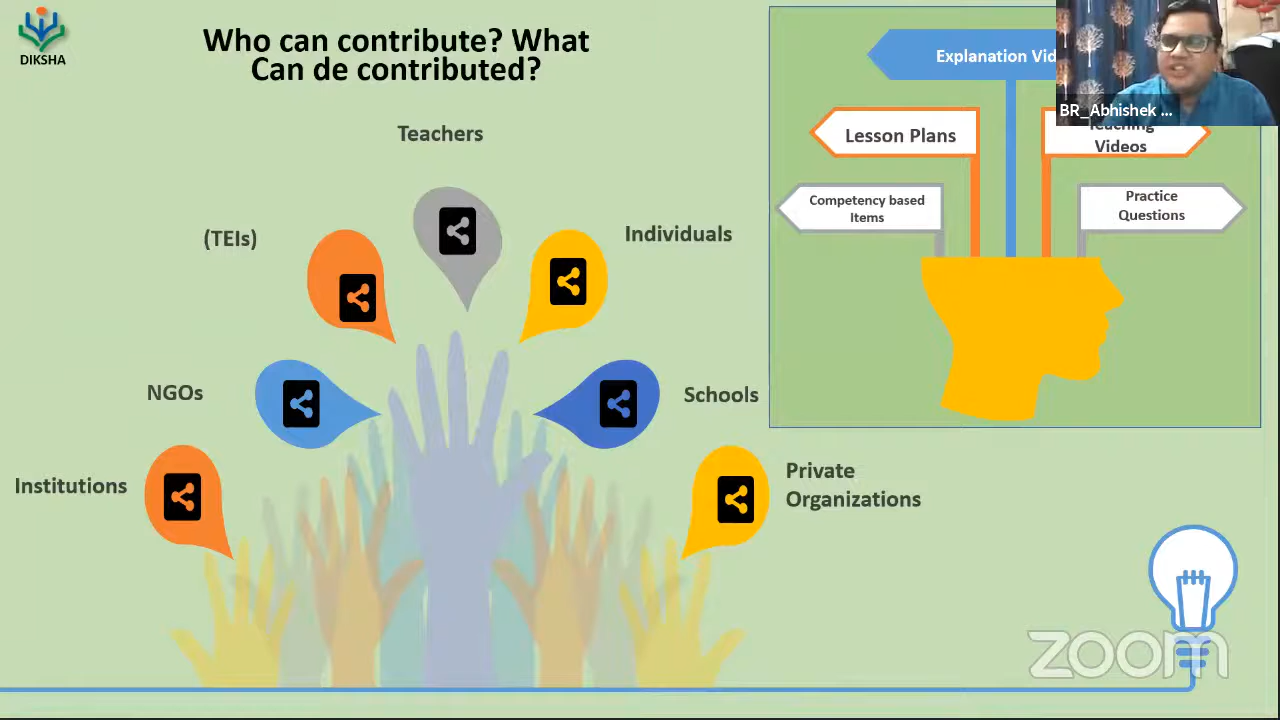 DIKSHA
Who can contribute? What
Can de contributed?
Teachers
(TEIs)
Individuals
NGOs
Schools
Institutions
Private
Organizations
Explanation
BR_Abhishek ...
Lesson Plans
Teaching
Videos
Competency based
Items
Practice
Questions
zoom